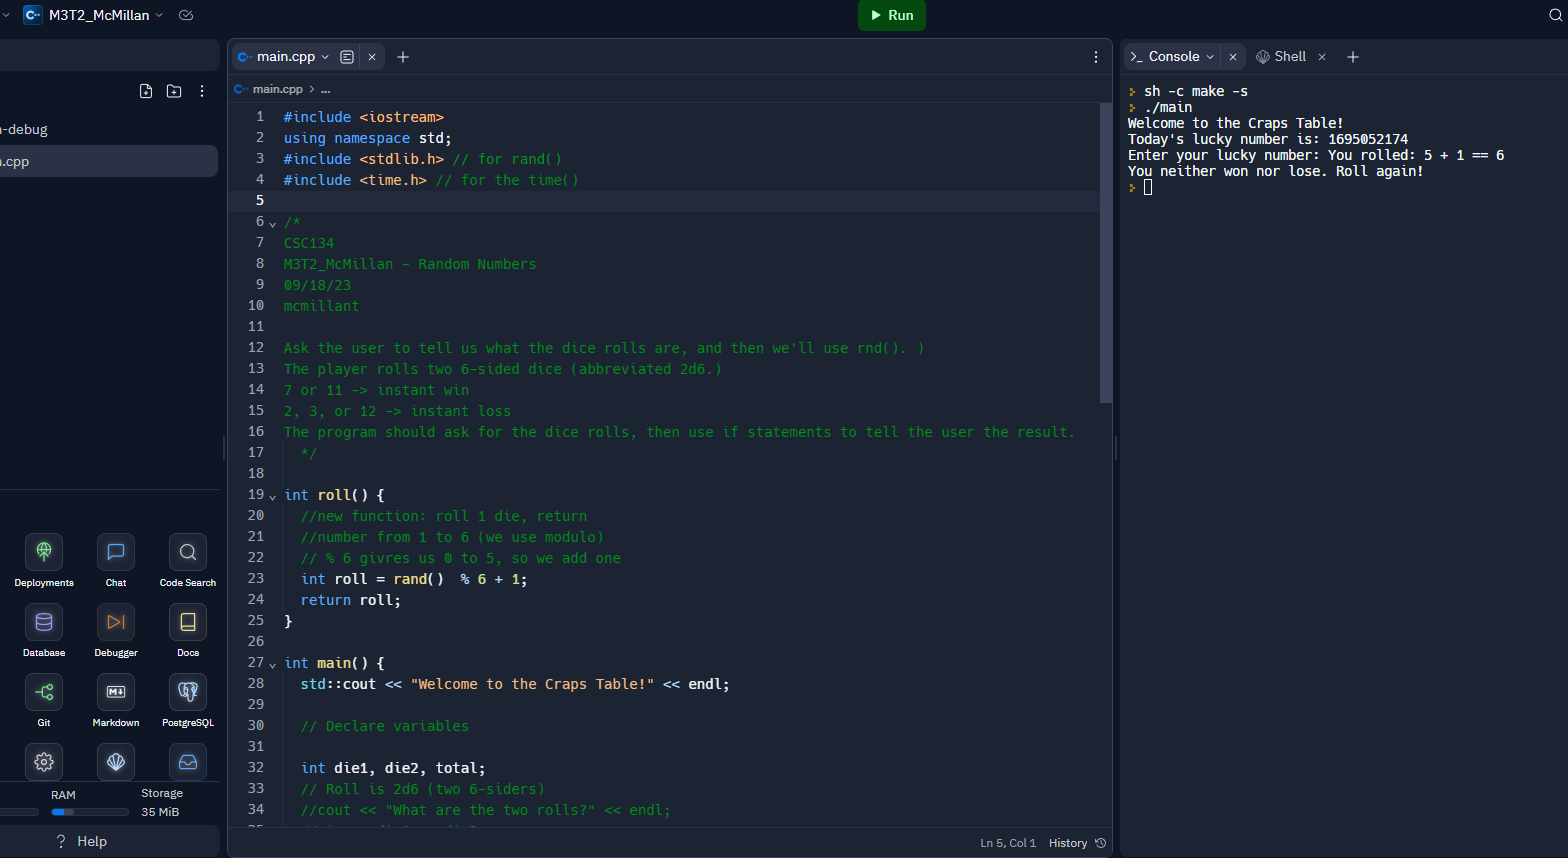 M3T2_McMillan
Run
-debug
.cpp
Deployments
Chat
Code Search
Database
Debugger
Docs
Git
Markdown
PostgreSQL
RAM
Storage
35 MiB
? Help
main.cpp
main.cpp > ...
1 #include <iostream>
2 using namespace std;
3 #include <stdlib.h> // for rand()
4 #include <time.h> // for the time()
5
6 /*
7 CSC134
8 M3T2_McMillan - Random Numbers
9 09/18/23
10 mcmillant
11
12 Ask the user to tell us what the dice rolls are, and then we'll use rnd(). )
13 The player rolls two 6-sided dice (abbreviated 2d6.)
14 7 or 11 -> instant win
15 2, 3, or 12 -> instant loss
16 The program should ask for the dice rolls, then use if statements to tell the user the result.
17 */
18
19 int roll() {
20 //new function: roll 1 die, return
21 //number from 1 to 6 (we use modulo)
22 // % 6 givres us 0 to 5, so we add one
23 int roll = rand()  % 6 + 1;
24 return roll;
25 }
26
27 int main() {
28 std::cout << "Welcome to the Craps Table!" << endl;
29
30 // Declare variables
31
32 int die1, die2, total;
33 // Roll is 2d6 (two 6-siders)
34 //cout << "What are the two rolls?" << endl;
Ln 5, Col 1 History
Console
Shell
sh -c make -s
./main
Welcome to the Craps Table!
Today's lucky number is: 1695052174
Enter your lucky number: You rolled: 5 + 1 == 6
You neither won nor lose. Roll again!